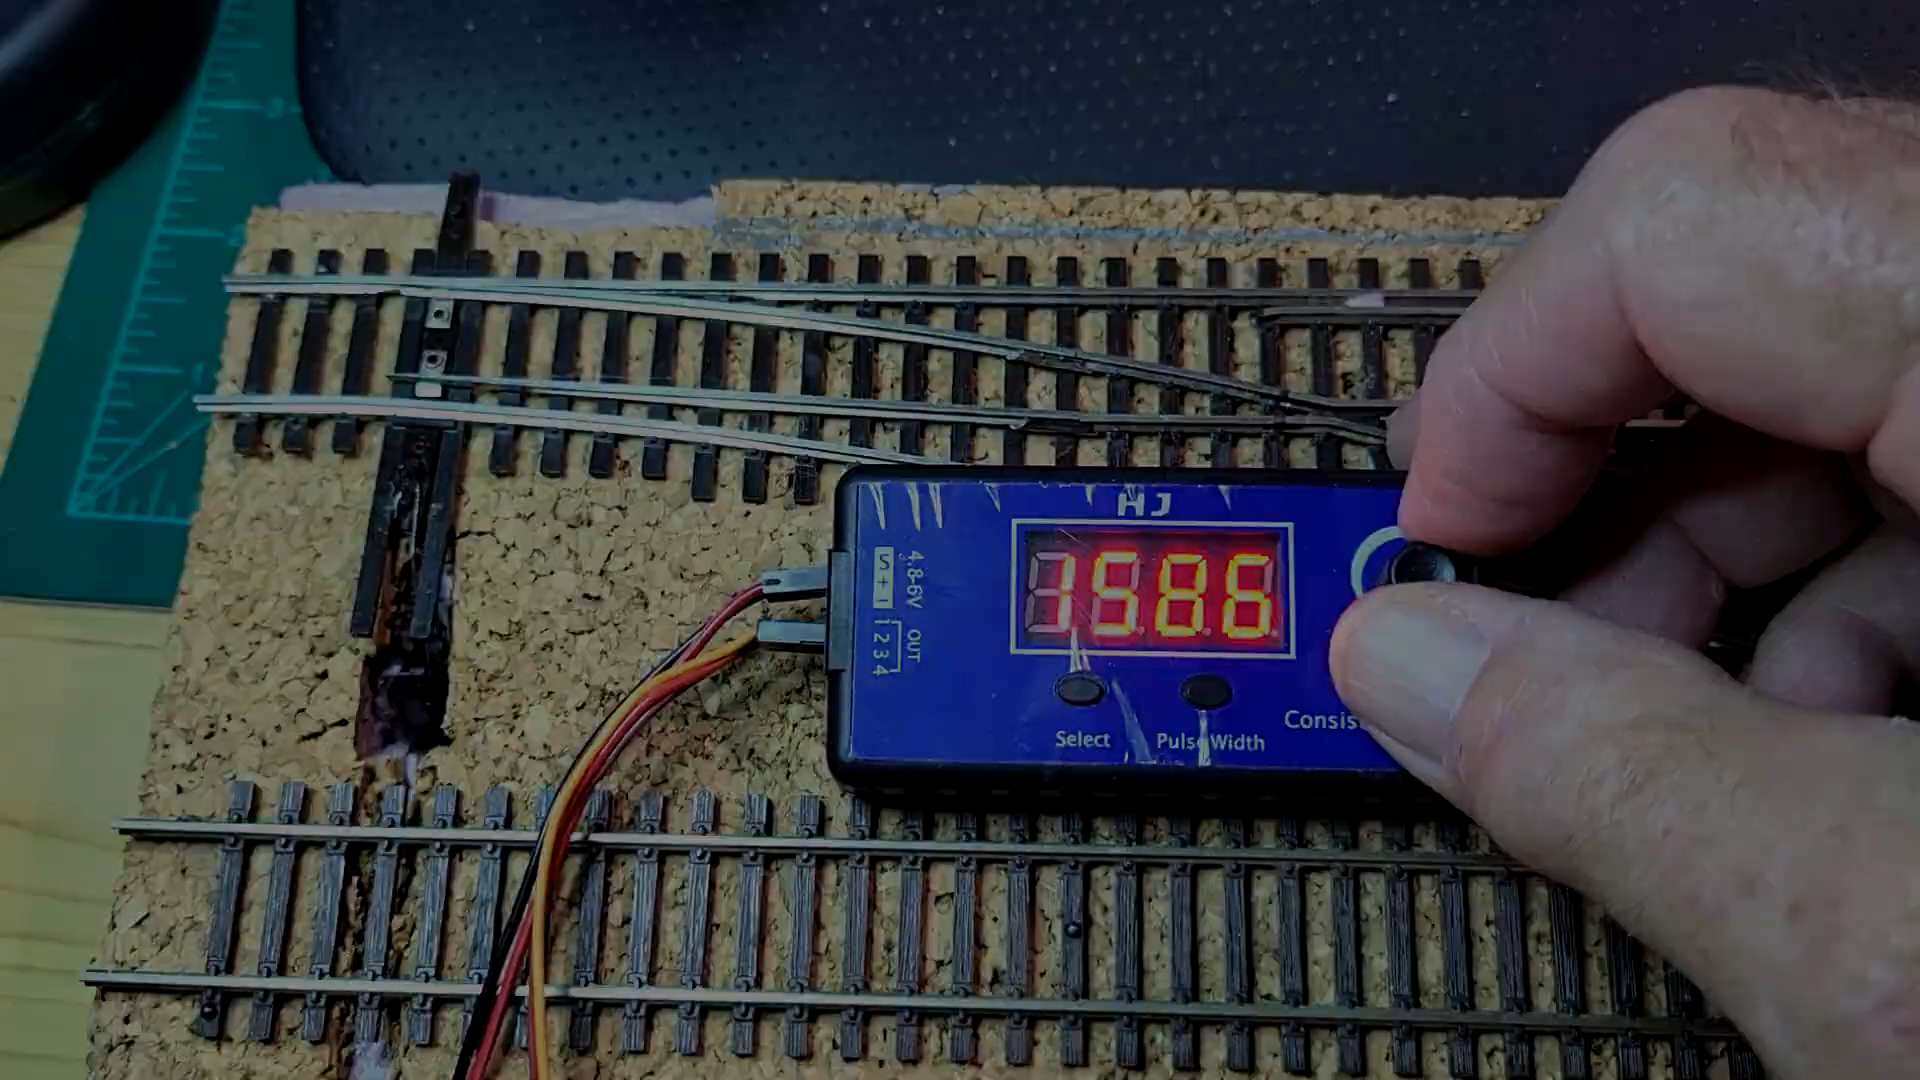 HJ
1586
S + -
4.8-6V
1 2 3 4
OUT
Select
Pulse Width
Consis